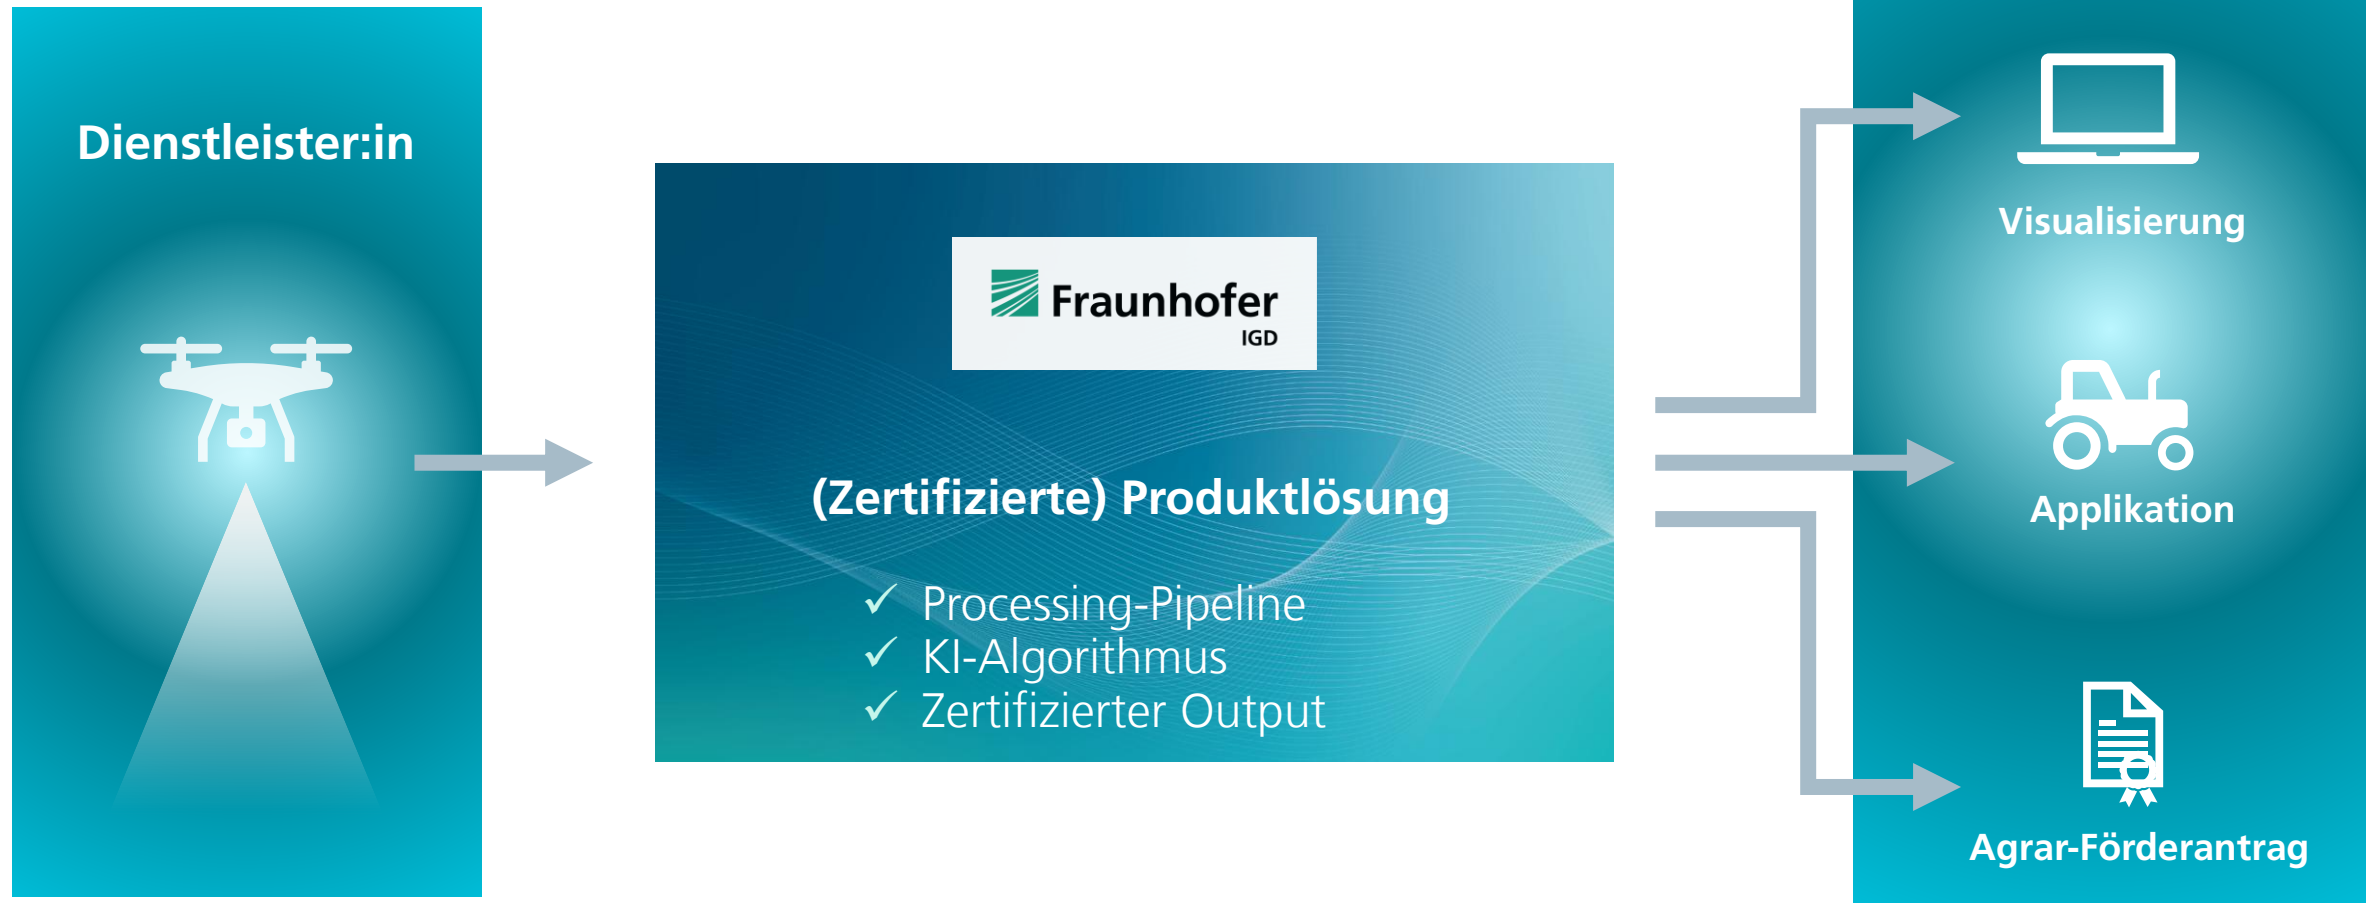 Dienstleister:in
Fraunhofer
IGD
(Zertifizierte) Produktlösung
✓ Processing-Pipeline
✓ KI-Algorithmus
✓ Zertifizierter Output
Visualisierung
Applikation
Agrar-Förderantrag